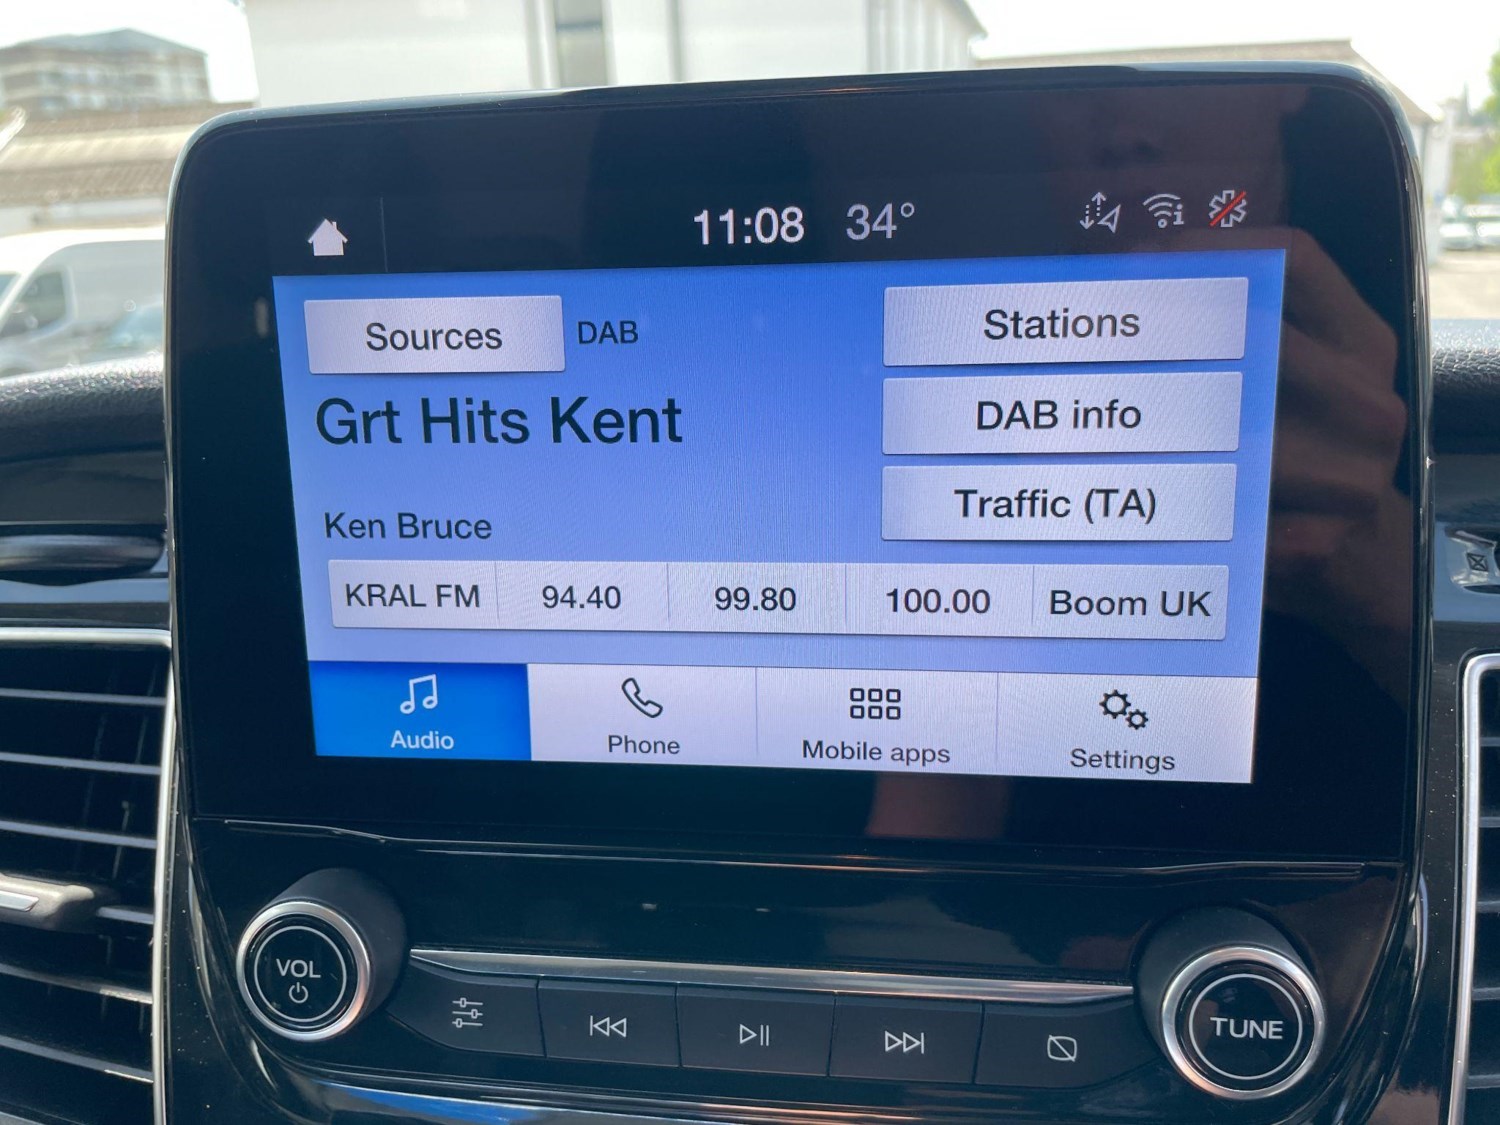 11:08 34°
Sources DAB
Stations
Grt Hits Kent
DAB info
Traffic (TA)
Ken Bruce
KRAL FM 94.40 99.80 100.00 Boom UK
Audio Phone Mobile apps Settings
VOL
TUNE